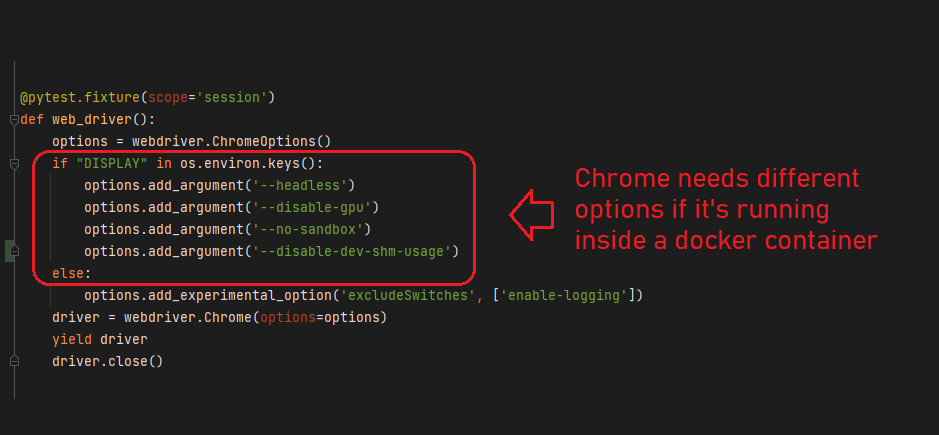 @pytest.fixture(scope='session')
def web_driver():
    options = webdriver.ChromeOptions()
    if "DISPLAY" in os.environ.keys():
        options.add_argument('--headless')
        options.add_argument('--disable-gpu')
        options.add_argument('--no-sandbox')
        options.add_argument('--disable-dev-shm-usage')
    else:
        options.add_experimental_option('excludeSwitches', ['enable-logging'])
    driver = webdriver.Chrome(options=options)
    yield driver
    driver.close()
Chrome needs different
options if it's running
inside a docker container